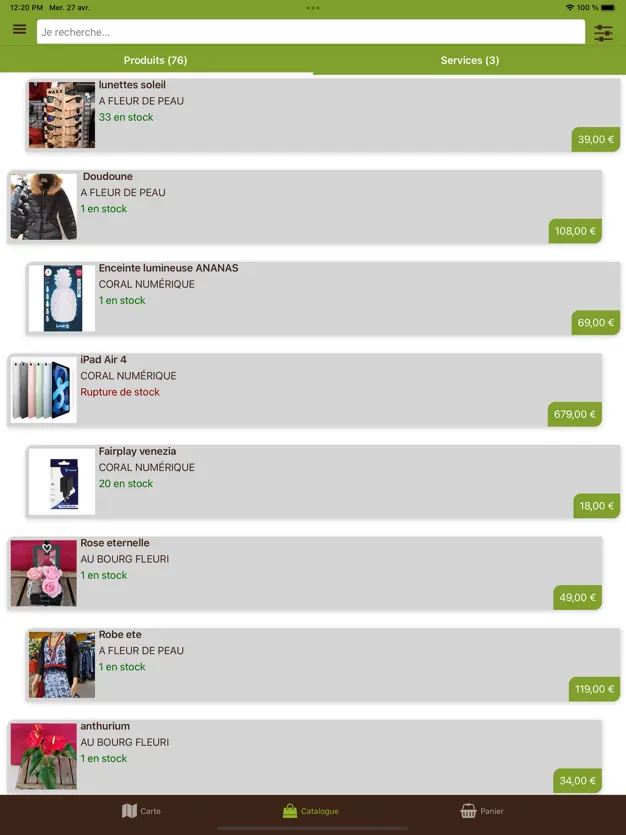 12:20 PM Mer. 27 avr.
100 %
Je recherche...
Produits (76)
Services (3)
lunettes soleil
A FLEUR DE PEAU
33 en stock
39,00 €
Doudoune
A FLEUR DE PEAU
1 en stock
108,00 €
Enceinte lumineuse ANANAS
CORAL NUMÉRIQUE
1 en stock
69,00 €
iPad Air 4
CORAL NUMÉRIQUE
Rupture de stock
679,00 €
Fairplay venezia
CORAL NUMÉRIQUE
20 en stock
18,00 €
Rose eternelle
AU BOURG FLEURI
1 en stock
49,00 €
Robe ete
A FLEUR DE PEAU
1 en stock
119,00 €
anthurium
AU BOURG FLEURI
1 en stock
34,00 €
Carte
Catalogue
Panier